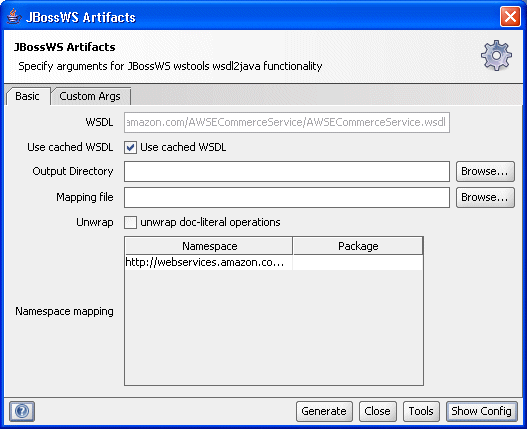 JBossWS Artifacts
JBossWS Artifacts
Specify arguments for JBossWS wstools wsdl2java functionality
Basic Custom Args
WSDL amazon.com/AWSECommerceService/AWSECommerceService.wsdl
Use cached WSDL Use cached WSDL
Output Directory Browse...
Mapping file Browse...
Unwrap unwrap doc-literal operations
Namespace Package
http://webservices.amazon.co...
Namespace mapping
? Generate Close Tools Show Config